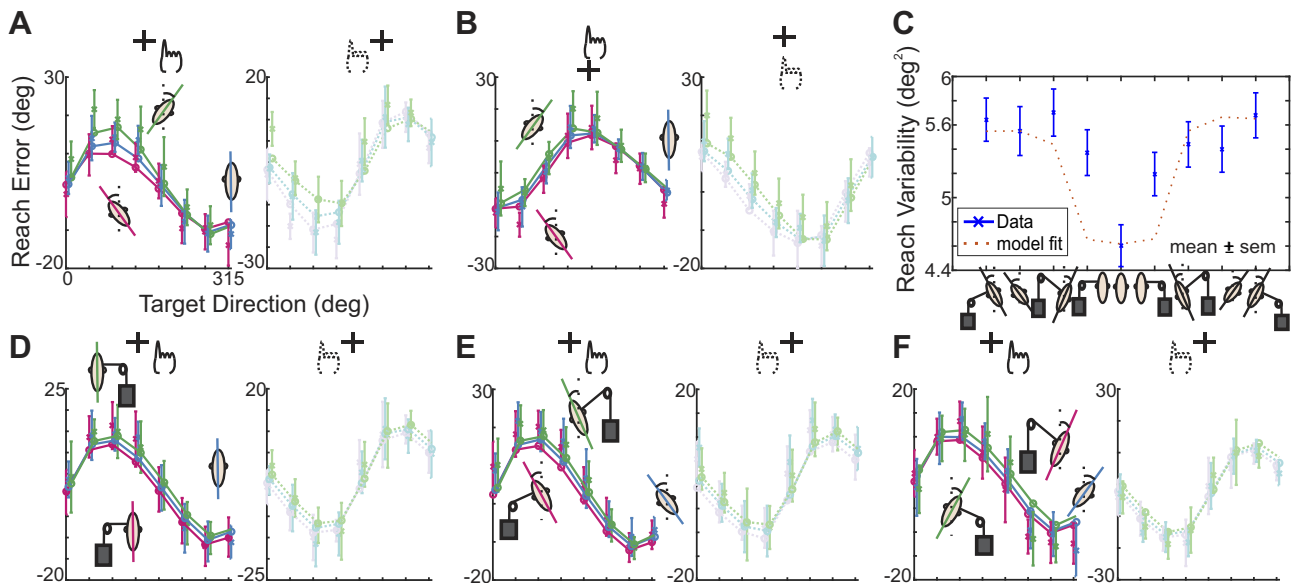 A
B
C
Reach Error (deg)
30
-20
0
315
Target Direction (deg)
20
-30
30
-30
20
-20
Reach Variability (deg²)
6
5.6
5
4.4
Data
model fit
mean ± sem
D
E
F
25
-20
20
-25
30
-20
20
-20
20
-20
30
-30